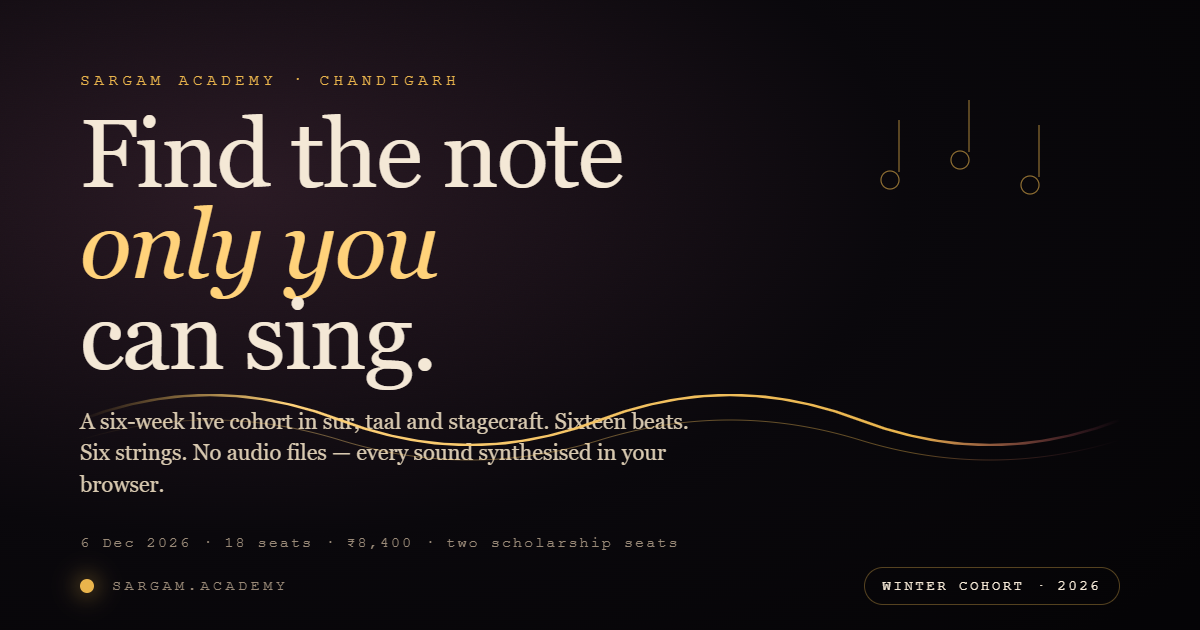 SARGAM ACADEMY · CHANDIGARH
Find the note
only you
can sing.
A six-week live cohort in sur, taal and stagecraft. Sixteen beats.
Six strings. No audio files — every sound synthesised in your
browser.
6 Dec 2026 · 18 seats · ₹8,400 · two scholarship seats
SARGAM.ACADEMY
WINTER COHORT · 2026